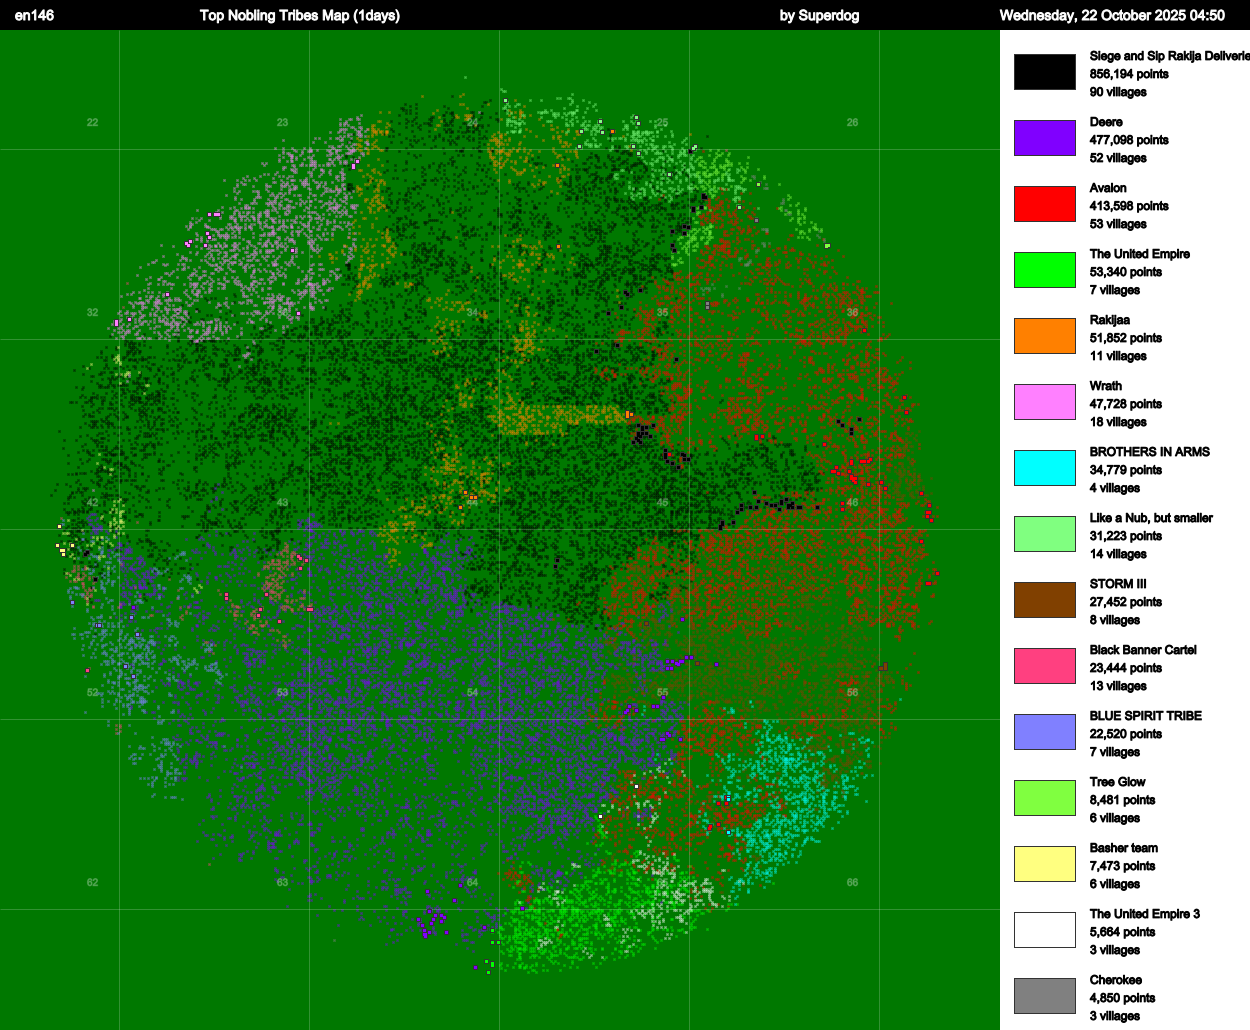 en146 Top Nobling Tribes Map (1days) by Superdog Wednesday, 22 October 2025 04:50
Siege and Sip Rakija Deliverie
856,194 points
90 villages
Deere
477,098 points
52 villages
Avalon
413,598 points
53 villages
The United Empire
53,340 points
7 villages
Rakijaa
51,852 points
11 villages
Wrath
47,728 points
18 villages
BROTHERS IN ARMS
34,779 points
4 villages
Like a Nub, but smaller
31,223 points
14 villages
STORM III
27,452 points
8 villages
Black Banner Cartel
23,444 points
13 villages
BLUE SPIRIT TRIBE
22,520 points
7 villages
Tree Glow
8,481 points
6 villages
Basher team
7,473 points
6 villages
The United Empire 3
5,664 points
3 villages
Cherokee
4,850 points
3 villages
22 23 24 25 26
32 33 34 35 36
42 43 45 46
52 53 54 55 56
62 63 64 66